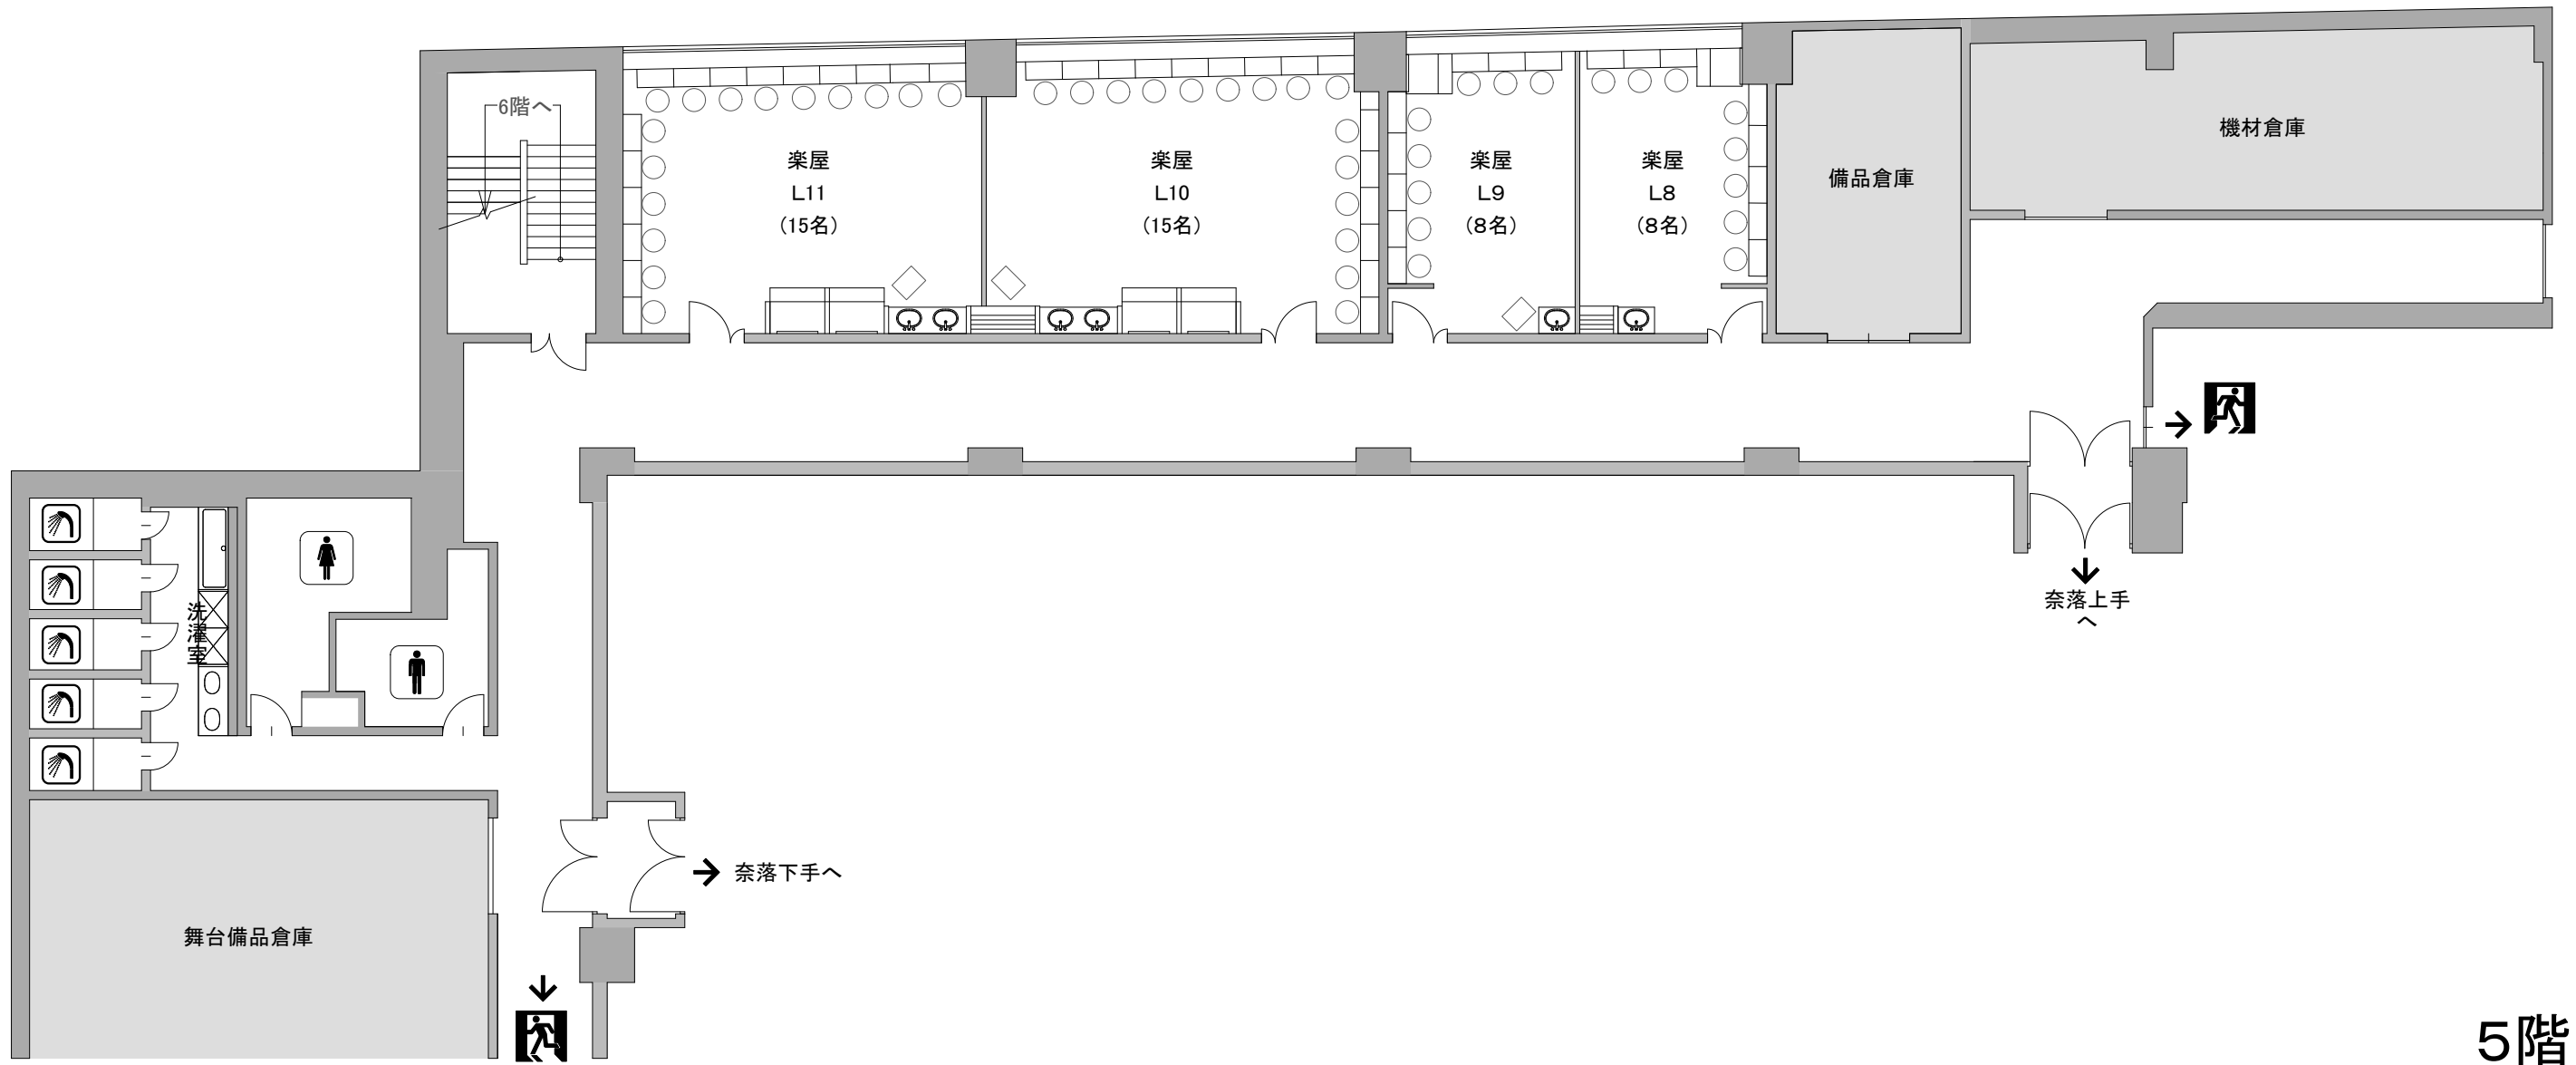 6階へ
楽屋
L11
(15名)
楽屋
L10
(15名)
楽屋
L9
(8名)
楽屋
L8
(8名)
備品倉庫
機材倉庫
洗濯室
奈落上手
へ
奈落下手へ
舞台備品倉庫
5階